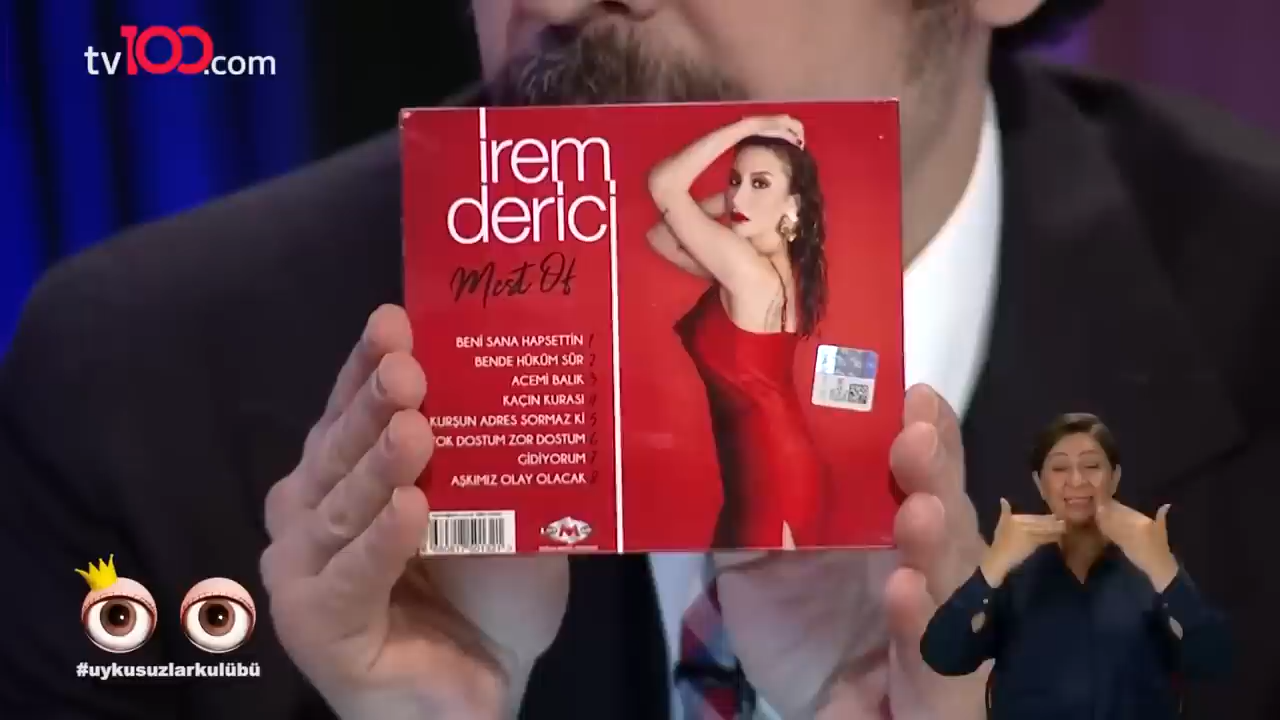 tv100.com
irem
derici
Most Of
BENİ SANA HAPSETTİN 1
BENDE HÜKÜM SÜR 2
ACEMİ BALIK 3
KAÇIN KURASI 4
KURŞUN ADRES SORMAZ Kİ 5
YOK DOSTUM ZOR DOSTUM 6
GİDİYORUM 7
AŞKIMIZ OLAY OLACAK 8
#uykusuzlarkulübü